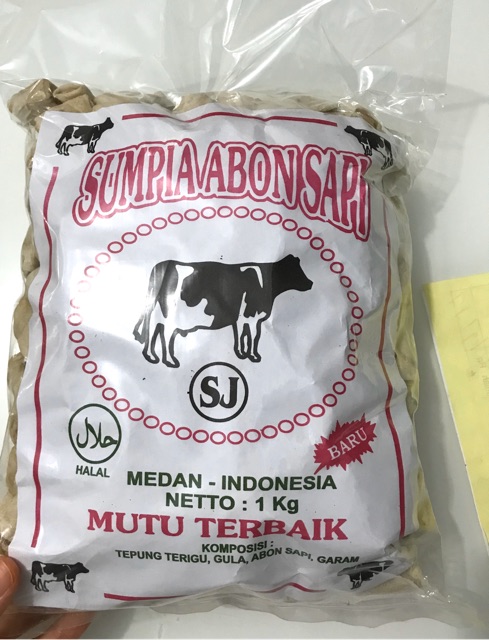 SUMPIA ABON SAPI
SJ
حلال
HALAL
BARU
MEDAN - INDONESIA
NETTO : 1 Kg
MUTU TERBAIK
KOMPOSISI :
TEPUNG TERIGU, GULA, ABON SAPI, GARAM